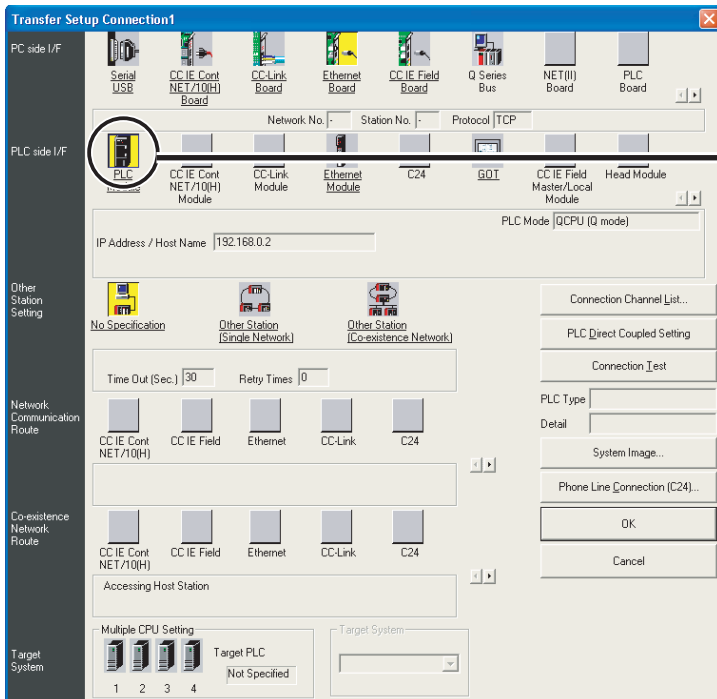 Transfer Setup Connection1
PC side I/F
Serial USB
CC IE Cont NET/10(H) Board
CC-Link Board
Ethernet Board
CC IE Field Board
Q Series Bus
NET(II) Board
PLC Board
Network No. -
Station No. -
Protocol TCP
PLC side I/F
PLC Module
CC IE Cont NET/10(H) Module
CC-Link Module
Ethernet Module
C24
GOT
CC IE Field Master/Local Module
Head Module
PLC Mode QCPU (Q mode)
IP Address / Host Name 192.168.0.2
Other Station Setting
No Specification
Other Station (Single Network)
Other Station (Co-existence Network)
Time Out (Sec.) 30
Retry Times 0
Connection Channel List...
PLC Direct Coupled Setting
Connection Test
PLC Type
Detail
System Image...
Phone Line Connection (C24)...
OK
Cancel
Network Communication Route
CC IE Cont NET/10(H)
CC IE Field
Ethernet
CC-Link
C24
Co-existence Network Route
CC IE Cont NET/10(H)
CC IE Field
Ethernet
CC-Link
C24
Accessing Host Station
Target System
Multiple CPU Setting
1 2 3 4
Target PLC
Not Specified
Target System